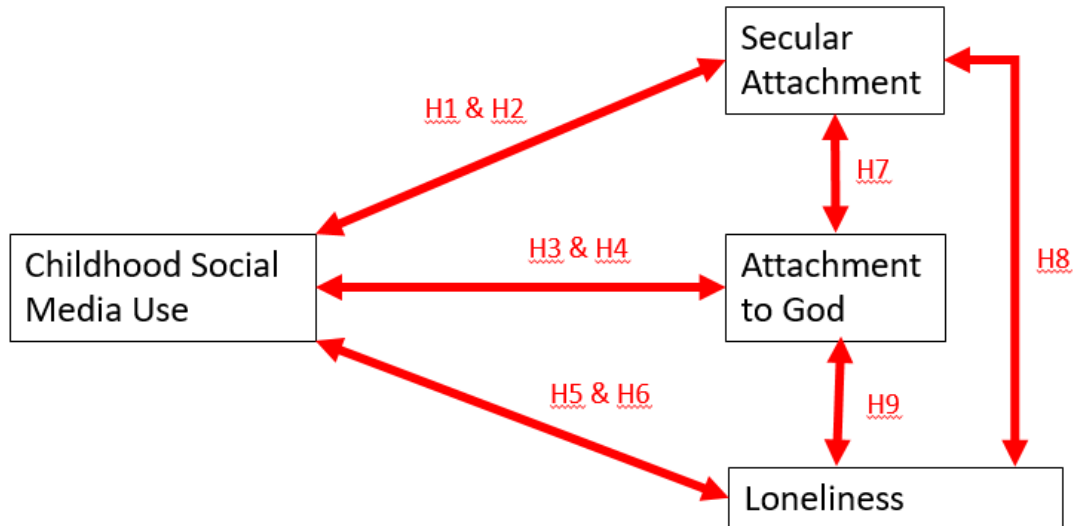 Secular
Attachment
H1 & H2
H7
Childhood Social
Media Use
H3 & H4
Attachment
to God
H8
H5 & H6
H9
Loneliness